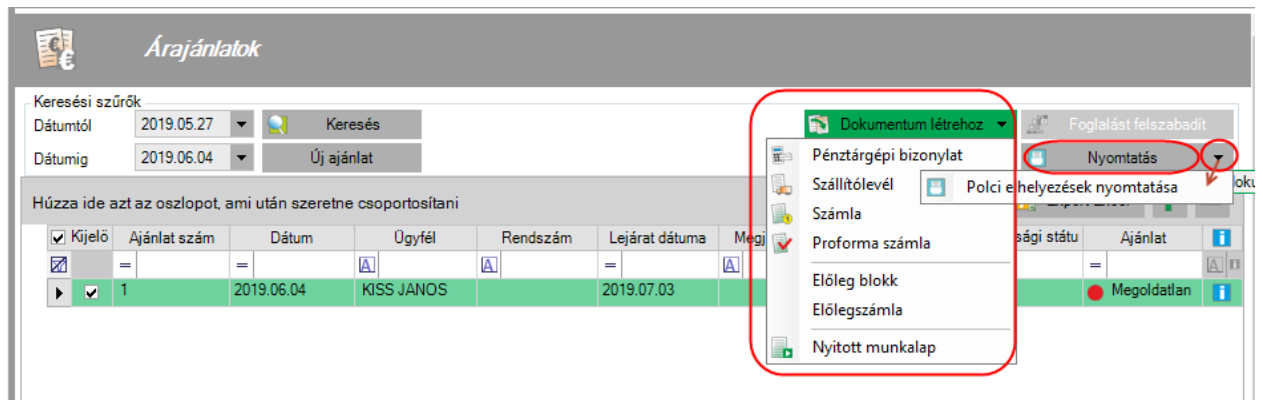 Árajánlatok
Keresési szűrők
Dátumtól 2019.05.27 Keresés Dokumentum létrehoz Foglalást felszabadít
Dátumig 2019.06.04 Új ajánlat Pénztárgépi bizonylat Nyomtatás
Szállítólevél Polci elhelyezések nyomtatása
Húzza ide azt az oszlopot, ami után szeretne csoportosítani
Számla
Kijelö Ajánlat szám Dátum Ügyfél Rendszám Lejárat dátuma Megj Proforma számla sági státu Ajánlat
= = A A = A =
Előleg blokk
1 2019.06.04 KISS JANOS 2019.07.03 Megoldatlan
Előlegszámla
Nyitott munkalap